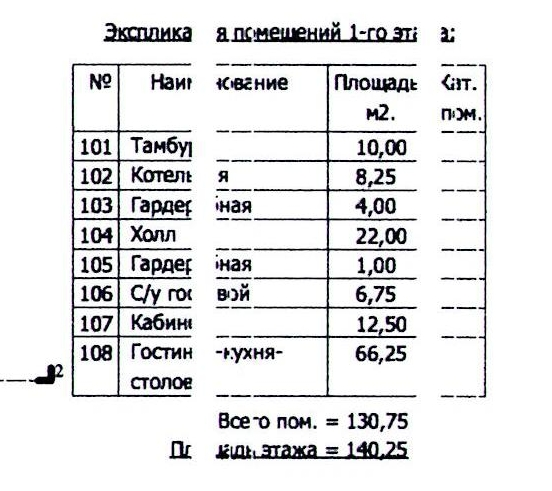 Экспликация помещений 1-го этажа:
№ Наименование Площадь м2. Кат. пом.
101 Тамбур 10,00
102 Котельная 8,25
103 Гардеробная 4,00
104 Холл 22,00
105 Гардеробная 1,00
106 С/у гостевой 6,75
107 Кабинет 12,50
108 Гостиная-кухня- 66,25
столовая
Всего пом. = 130,75
Площадь этажа = 140,25